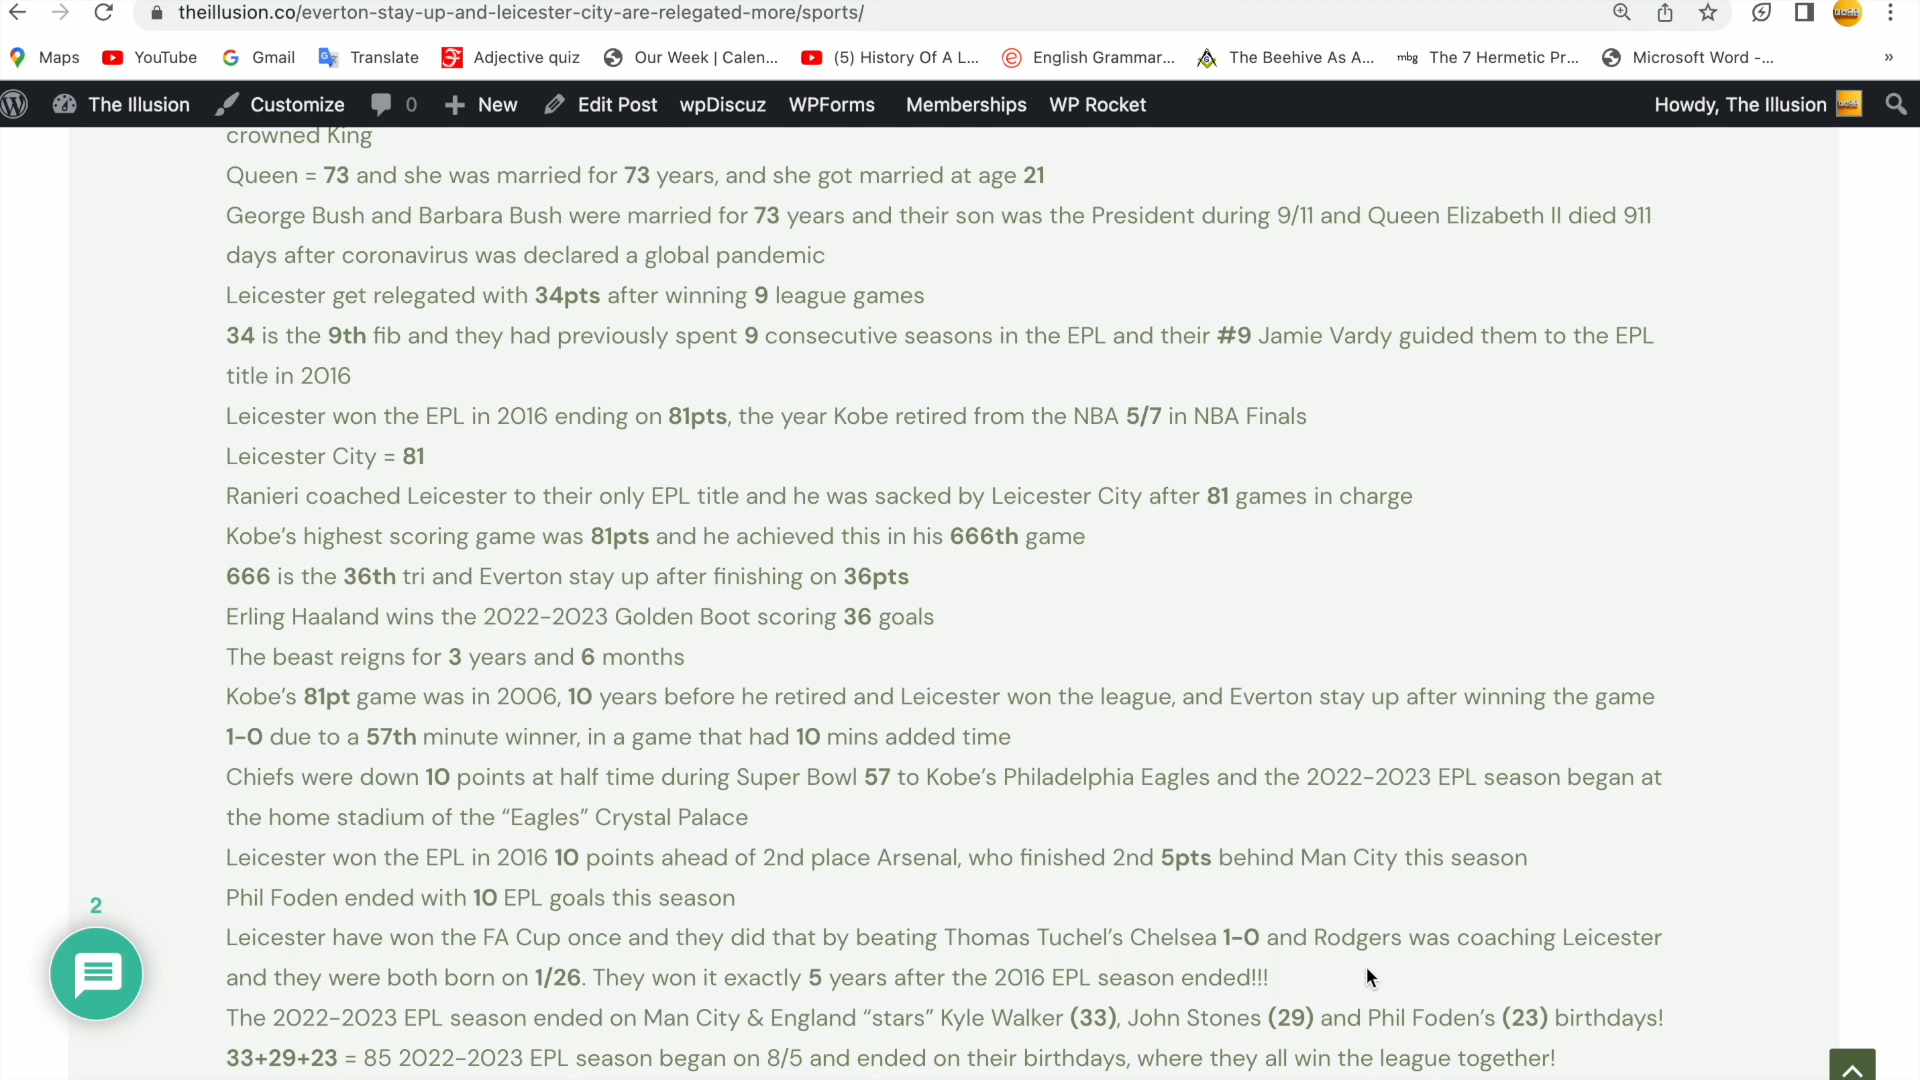 theillusion.co/everton-stay-up-and-leicester-city-are-relegated-more/sports/
Maps YouTube Gmail Translate Adjective quiz Our Week | Calen... (5) History Of A L... English Grammar... The Beehive As A... mbg The 7 Hermetic Pr... Microsoft Word -... »
The Illusion Customize 0 New Edit Post wpDiscuz WPForms Memberships WP Rocket Howdy, The Illusion
crowned King
Queen = 73 and she was married for 73 years, and she got married at age 21
George Bush and Barbara Bush were married for 73 years and their son was the President during 9/11 and Queen Elizabeth II died 911
days after coronavirus was declared a global pandemic
Leicester get relegated with 34pts after winning 9 league games
34 is the 9th fib and they had previously spent 9 consecutive seasons in the EPL and their #9 Jamie Vardy guided them to the EPL
title in 2016
Leicester won the EPL in 2016 ending on 81pts, the year Kobe retired from the NBA 5/7 in NBA Finals
Leicester City = 81
Ranieri coached Leicester to their only EPL title and he was sacked by Leicester City after 81 games in charge
Kobe's highest scoring game was 81pts and he achieved this in his 666th game
666 is the 36th tri and Everton stay up after finishing on 36pts
Erling Haaland wins the 2022-2023 Golden Boot scoring 36 goals
The beast reigns for 3 years and 6 months
Kobe's 81pt game was in 2006, 10 years before he retired and Leicester won the league, and Everton stay up after winning the game
1-0 due to a 57th minute winner, in a game that had 10 mins added time
Chiefs were down 10 points at half time during Super Bowl 57 to Kobe's Philadelphia Eagles and the 2022-2023 EPL season began at
the home stadium of the “Eagles” Crystal Palace
Leicester won the EPL in 2016 10 points ahead of 2nd place Arsenal, who finished 2nd 5pts behind Man City this season
Phil Foden ended with 10 EPL goals this season
2
Leicester have won the FA Cup once and they did that by beating Thomas Tuchel's Chelsea 1-0 and Rodgers was coaching Leicester
and they were both born on 1/26. They won it exactly 5 years after the 2016 EPL season ended!!!
The 2022-2023 EPL season ended on Man City & England “stars” Kyle Walker (33), John Stones (29) and Phil Foden's (23) birthdays!
33+29+23 = 85 2022-2023 EPL season began on 8/5 and ended on their birthdays, where they all win the league together!